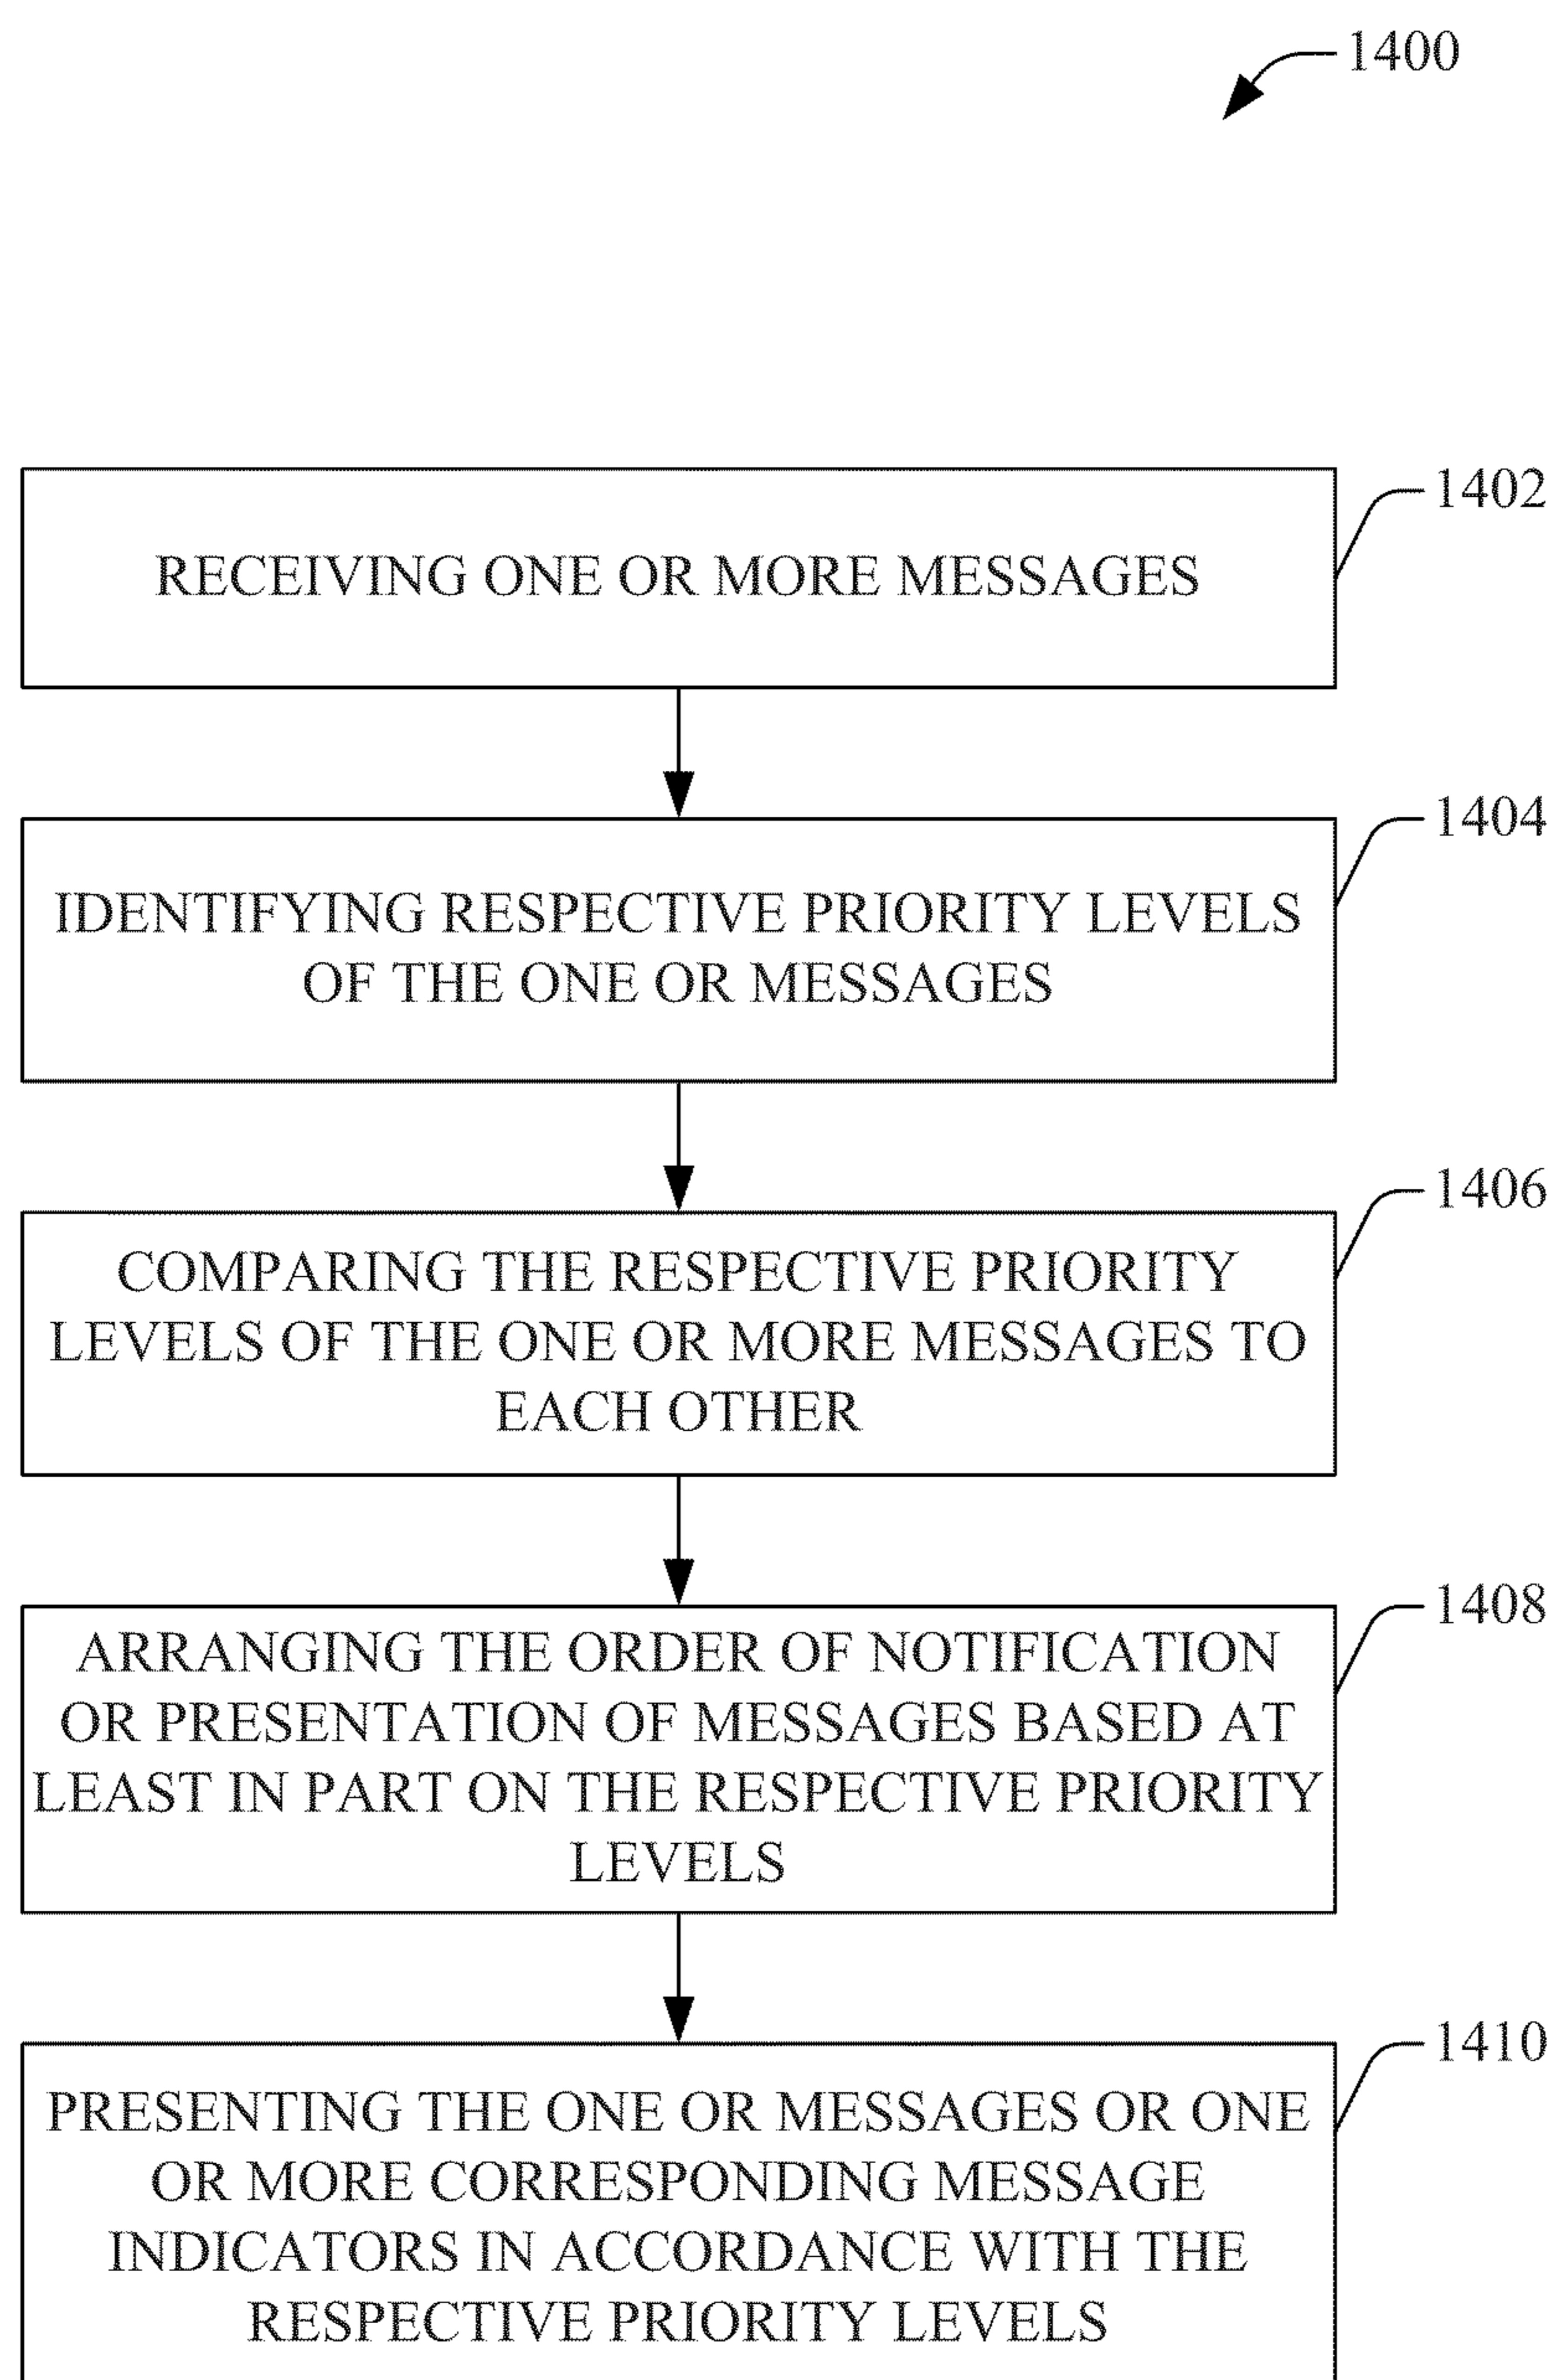 1400
1402
RECEIVING ONE OR MORE MESSAGES
1404
IDENTIFYING RESPECTIVE PRIORITY LEVELS
OF THE ONE OR MESSAGES
1406
COMPARING THE RESPECTIVE PRIORITY
LEVELS OF THE ONE OR MORE MESSAGES TO
EACH OTHER
1408
ARRANGING THE ORDER OF NOTIFICATION
OR PRESENTATION OF MESSAGES BASED AT
LEAST IN PART ON THE RESPECTIVE PRIORITY
LEVELS
1410
PRESENTING THE ONE OR MESSAGES OR ONE
OR MORE CORRESPONDING MESSAGE
INDICATORS IN ACCORDANCE WITH THE
RESPECTIVE PRIORITY LEVELS